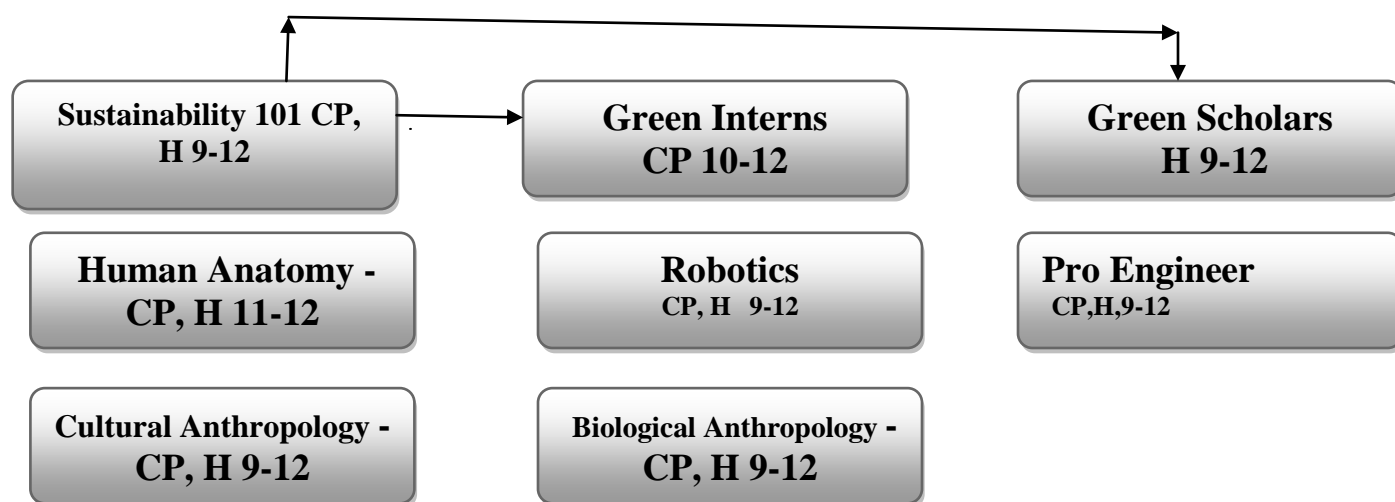 Sustainability 101 CP,
H 9-12
Green Interns
CP 10-12
Green Scholars
H 9-12
Human Anatomy -
CP, H 11-12
Robotics
CP, H 9-12
Pro Engineer
CP,H,9-12
Cultural Anthropology -
CP, H 9-12
Biological Anthropology -
CP, H 9-12